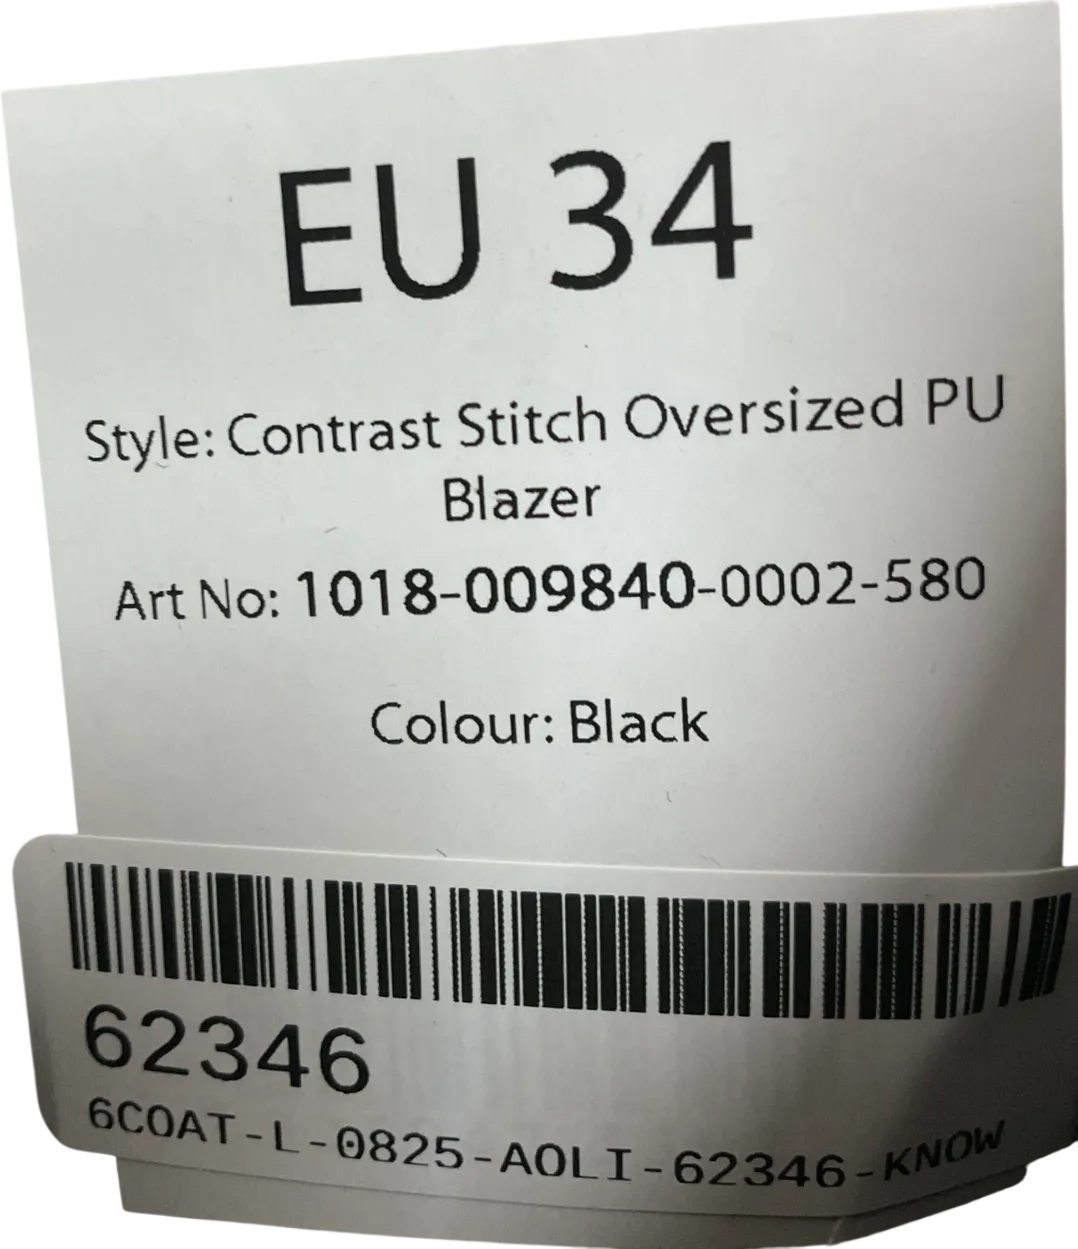 EU 34
Style: Contrast Stitch Oversized PU
Blazer
Art No: 1018-009840-0002-580
Colour: Black
62346
6COAT-L-0825-AOLI-62346-KNOW